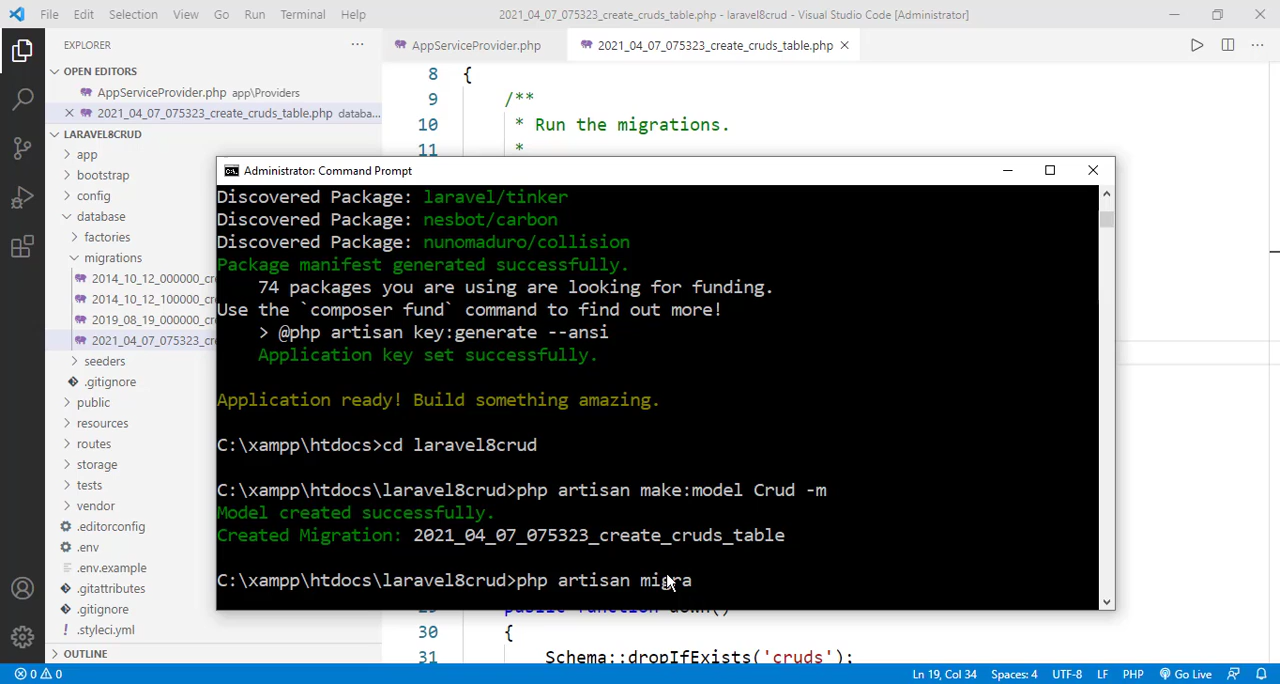 File Edit Selection View Go Run Terminal Help 2021_04_07_075323_create_cruds_table.php - laravel8crud - Visual Studio Code [Administrator]
EXPLORER
OPEN EDITORS
AppServiceProvider.php app\Providers
2021_04_07_075323_create_cruds_table.php databa...
LARAVEL8CRUD
app
bootstrap
config
database
factories
migrations
2014_10_12_000000_cr
2014_10_12_100000_cr
2019_08_19_000000_cr
2021_04_07_075323_cr
seeders
.gitignore
public
resources
routes
storage
tests
vendor
.editorconfig
.env
.env.example
.gitattributes
.gitignore
.styleci.yml
OUTLINE
AppServiceProvider.php
2021_04_07_075323_create_cruds_table.php
8 {
9 /**
10 * Run the migrations.
11 *
Administrator: Command Prompt
Discovered Package: laravel/tinker
Discovered Package: nesbot/carbon
Discovered Package: nunomaduro/collision
Package manifest generated successfully.
74 packages you are using are looking for funding.
Use the `composer fund` command to find out more!
> @php artisan key:generate --ansi
Application key set successfully.
Application ready! Build something amazing.
C:\xampp\htdocs>cd laravel8crud
C:\xampp\htdocs\laravel8crud>php artisan make:model Crud -m
Model created successfully.
Created Migration: 2021_04_07_075323_create_cruds_table
C:\xampp\htdocs\laravel8crud>php artisan migra
30 {
31 Schema::dropIfExists('cruds');
0 0 Ln 19, Col 34 Spaces: 4 UTF-8 LF PHP Go Live